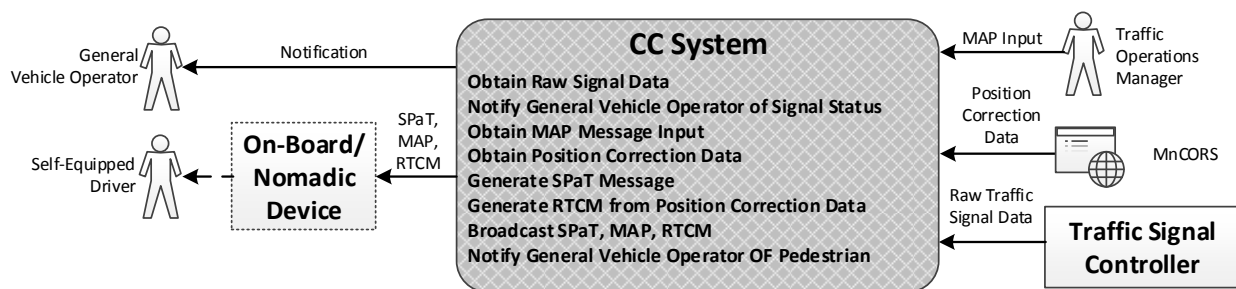 General
Vehicle Operator
Notification
Self-Equipped
Driver
On-Board/
Nomadic
Device
SPaT,
MAP,
RTCM
CC System
Obtain Raw Signal Data
Notify General Vehicle Operator of Signal Status
Obtain MAP Message Input
Obtain Position Correction Data
Generate SPaT Message
Generate RTCM from Position Correction Data
Broadcast SPaT, MAP, RTCM
Notify General Vehicle Operator OF Pedestrian
MAP Input
Traffic
Operations
Manager
Position
Correction
Data
MnCORS
Raw Traffic
Signal Data
Traffic Signal
Controller